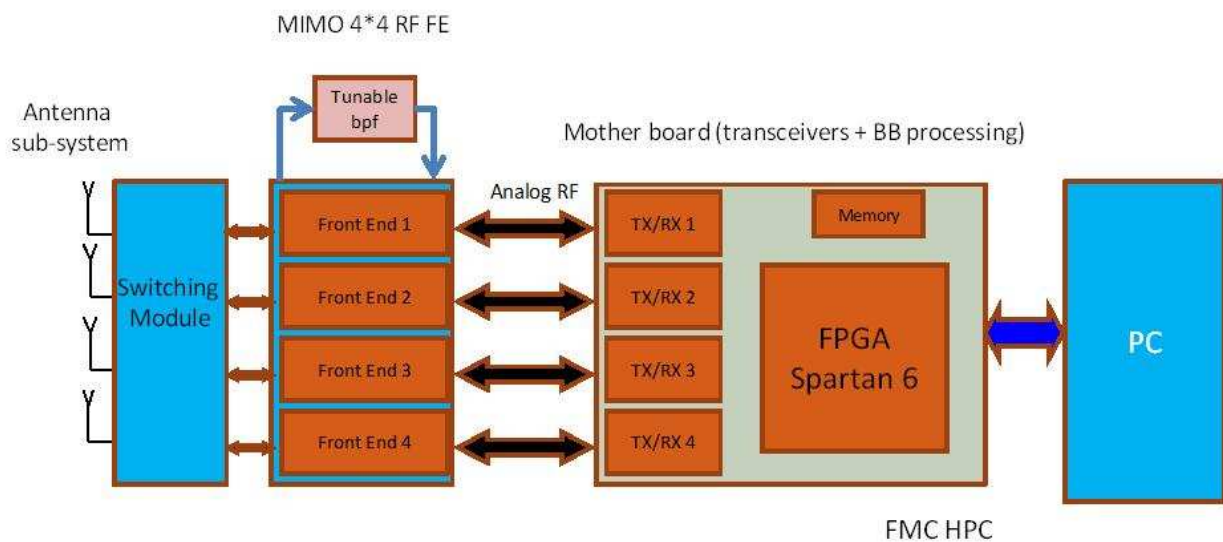 MIMO 4*4 RF FE
Tunable
bpf
Antenna
sub-system
Mother board (transceivers + BB processing)
Switching
Module
Front End 1
Front End 2
Front End 3
Front End 4
Analog RF
TX/RX 1
TX/RX 2
TX/RX 3
TX/RX 4
Memory
FPGA
Spartan 6
PC
FMC HPC